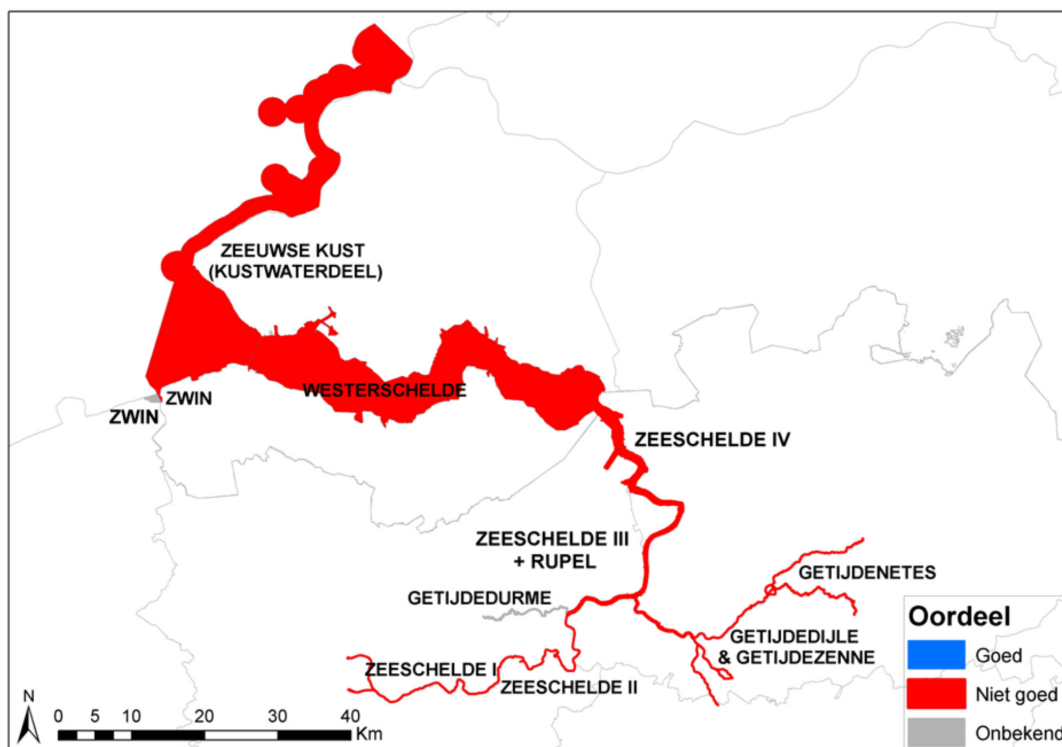 ZEEUWSE KUST
(KUSTWATERDEEL)
WESTERSCHELDE
ZWIN
ZWIN
ZEESCHELDE IV
ZEESCHELDE III
+ RUPEL
GETIJDENETES
GETIJDEDURME
GETIJDEDIJLE
& GETIJDEZENNE
ZEESCHELDE I
ZEESCHELDE II
Oordeel
Goed
Niet goed
Onbekend
N
0 5 10 20 30 40
Km